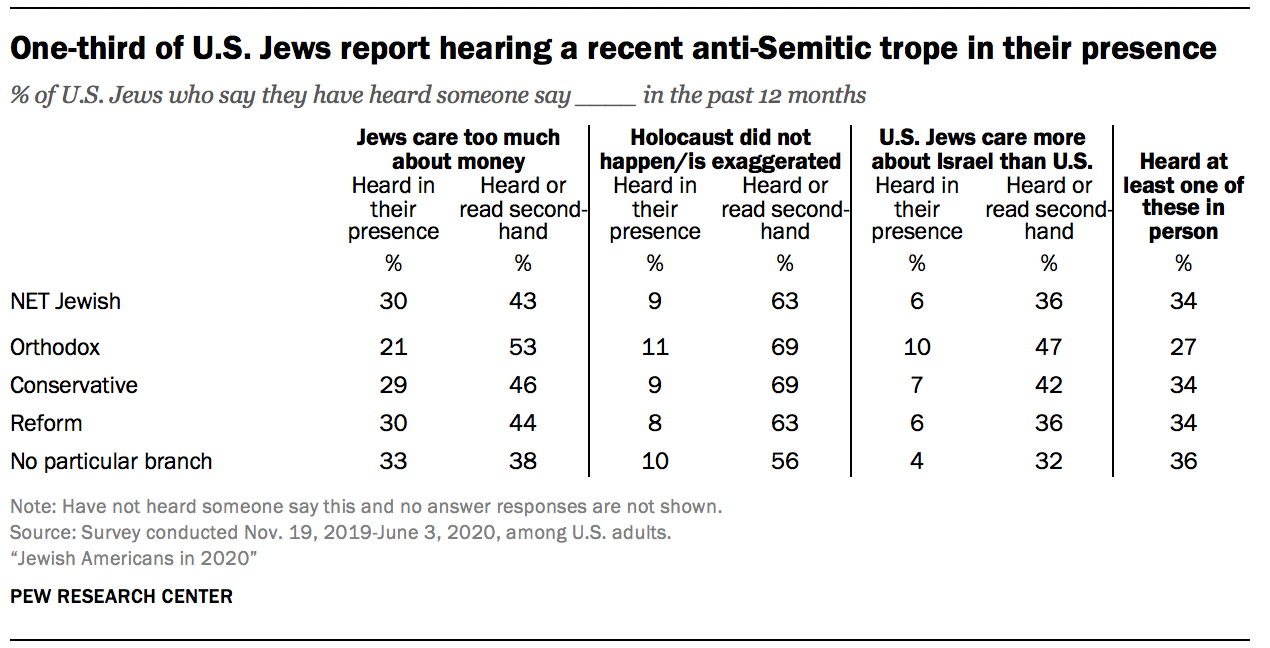 One-third of U.S. Jews report hearing a recent anti-Semitic trope in their presence
% of U.S. Jews who say they have heard someone say ____ in the past 12 months
Jews care too much about money
Holocaust did not happen/is exaggerated
U.S. Jews care more about Israel than U.S.
Heard at least one of these in person
Heard in their presence
Heard or read second-hand
Heard in their presence
Heard or read second-hand
Heard in their presence
Heard or read second-hand
% % % % % % %
NET Jewish 30 43 9 63 6 36 34
Orthodox 21 53 11 69 10 47 27
Conservative 29 46 9 69 7 42 34
Reform 30 44 8 63 6 36 34
No particular branch 33 38 10 56 4 32 36
Note: Have not heard someone say this and no answer responses are not shown.
Source: Survey conducted Nov. 19, 2019-June 3, 2020, among U.S. adults.
“Jewish Americans in 2020”
PEW RESEARCH CENTER